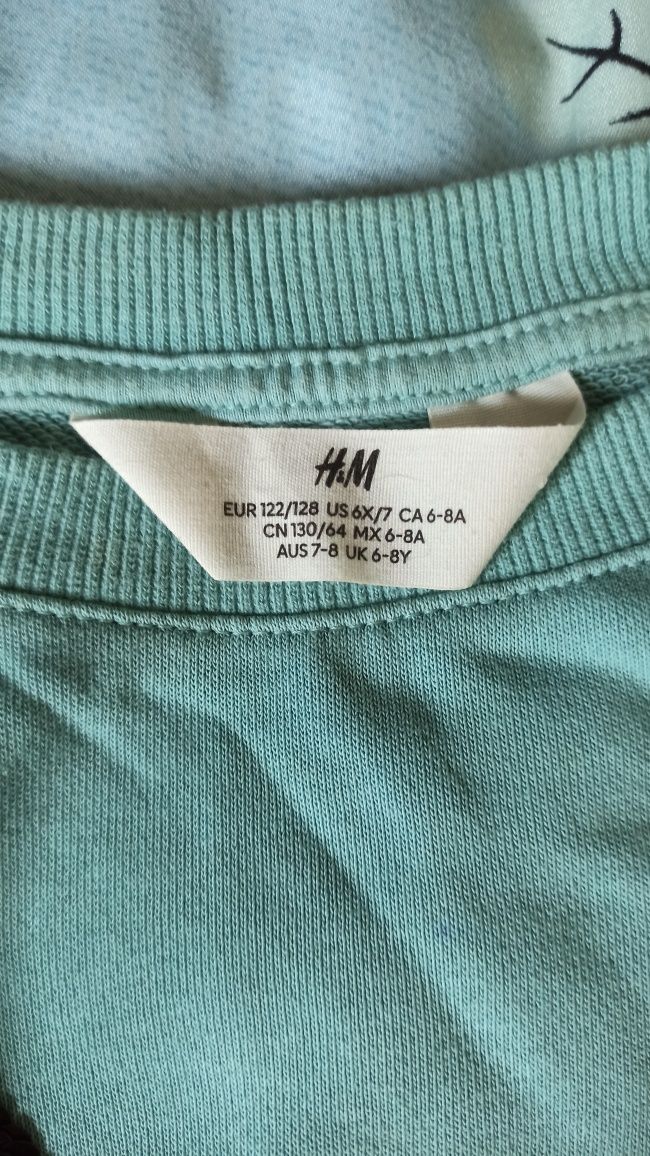 H&M
EUR 122/128 US 6X/7 CA 6-8A
CN 130/64 MX 6-8A
AUS 7-8 UK 6-8Y